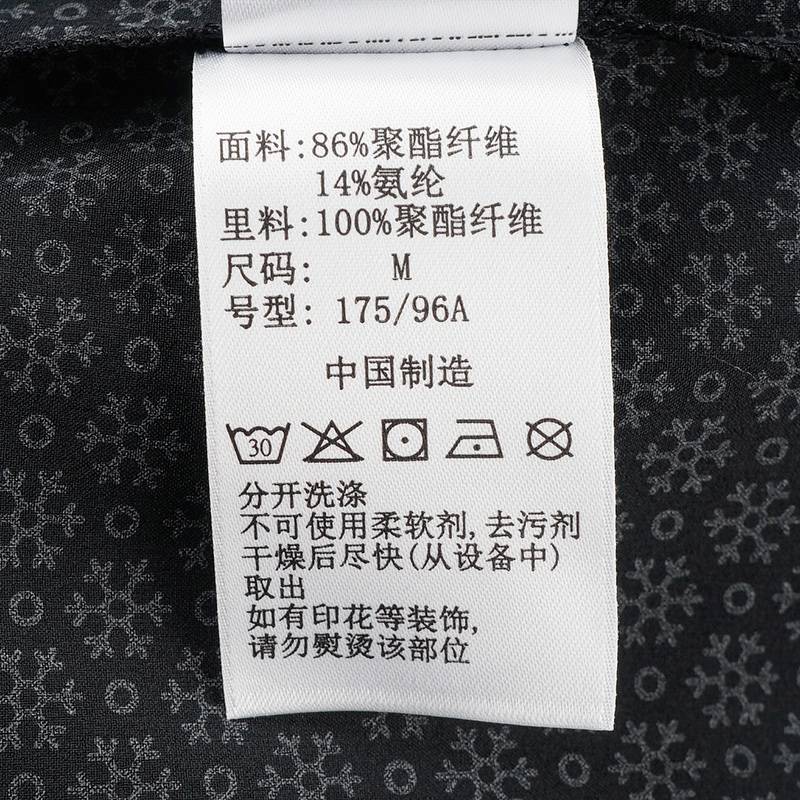 面料:86%聚酯纤维
14%氨纶
里料:100%聚酯纤维
尺码: M
号型: 175/96A
中国制造
30
分开洗涤
不可使用柔软剂,去污剂
干燥后尽快(从设备中)
取出
如有印花等装饰,
请勿熨烫该部位